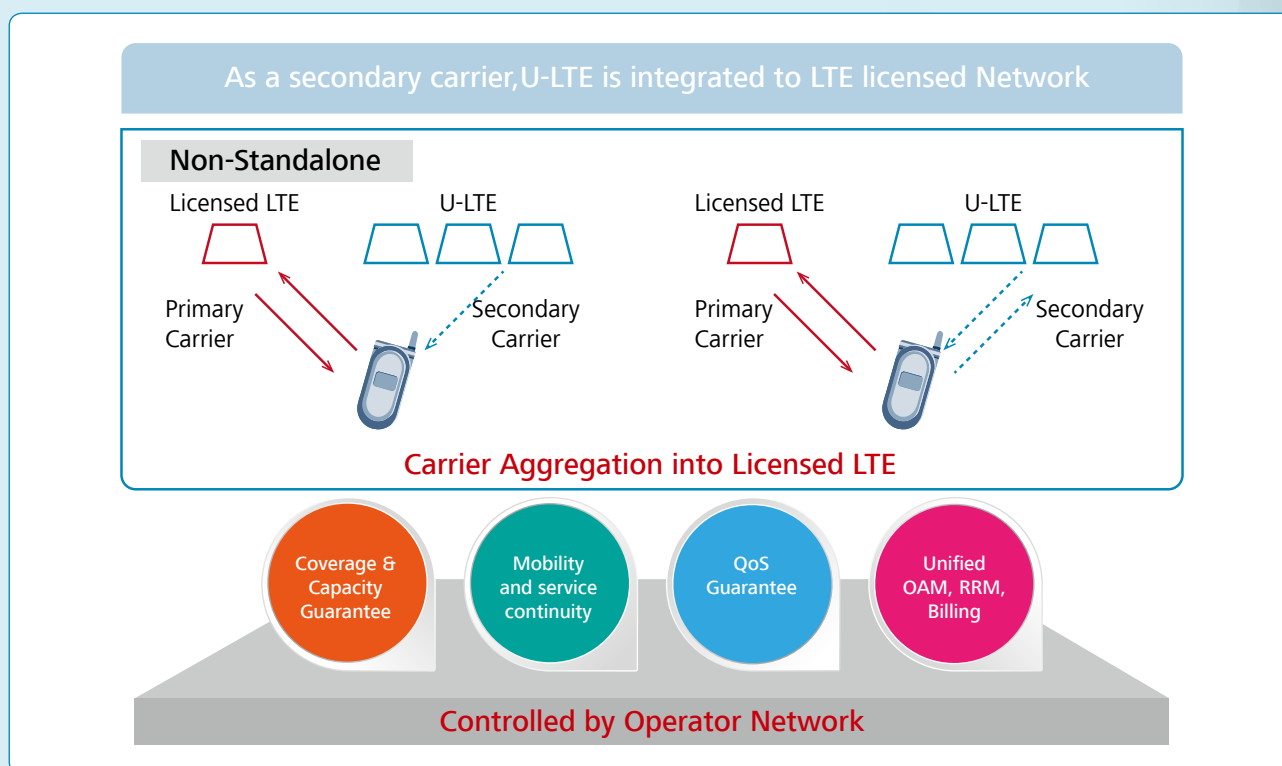 As a secondary carrier,U-LTE is integrated to LTE licensed Network
Non-Standalone
Licensed LTE
U-LTE
Primary
Carrier
Secondary
Carrier
Licensed LTE
U-LTE
Primary
Carrier
Secondary
Carrier
Carrier Aggregation into Licensed LTE
Coverage &
Capacity
Guarantee
Mobility
and service
continuity
QoS
Guarantee
Unified
OAM, RRM,
Billing
Controlled by Operator Network